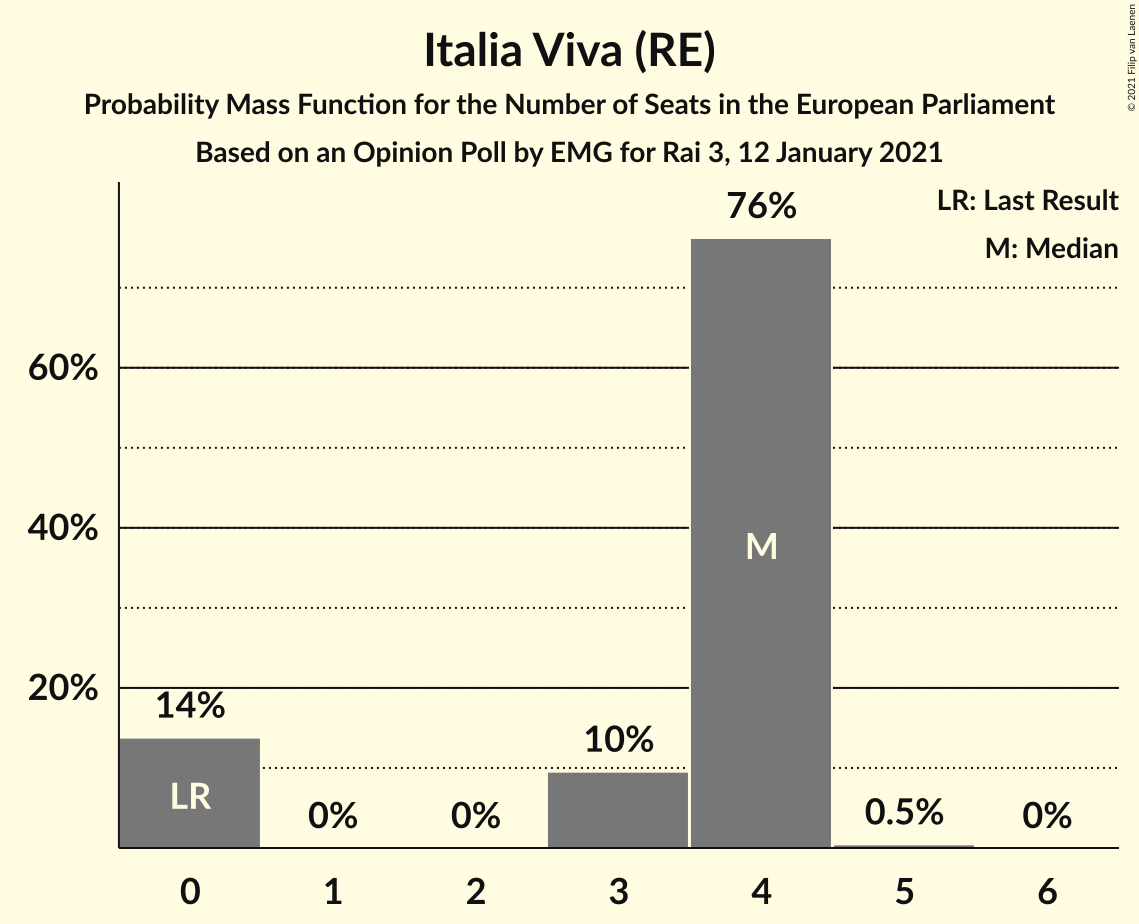 Italia Viva (RE)
Probability Mass Function for the Number of Seats in the European Parliament
Based on an Opinion Poll by EMG for Rai 3, 12 January 2021
© 2021 Filip van Laenen
LR: Last Result
M: Median
76%
60%
40%
M
20%
14%
10%
LR
0%
0%
0.5%
0%
0
1
2
3
4
5
6